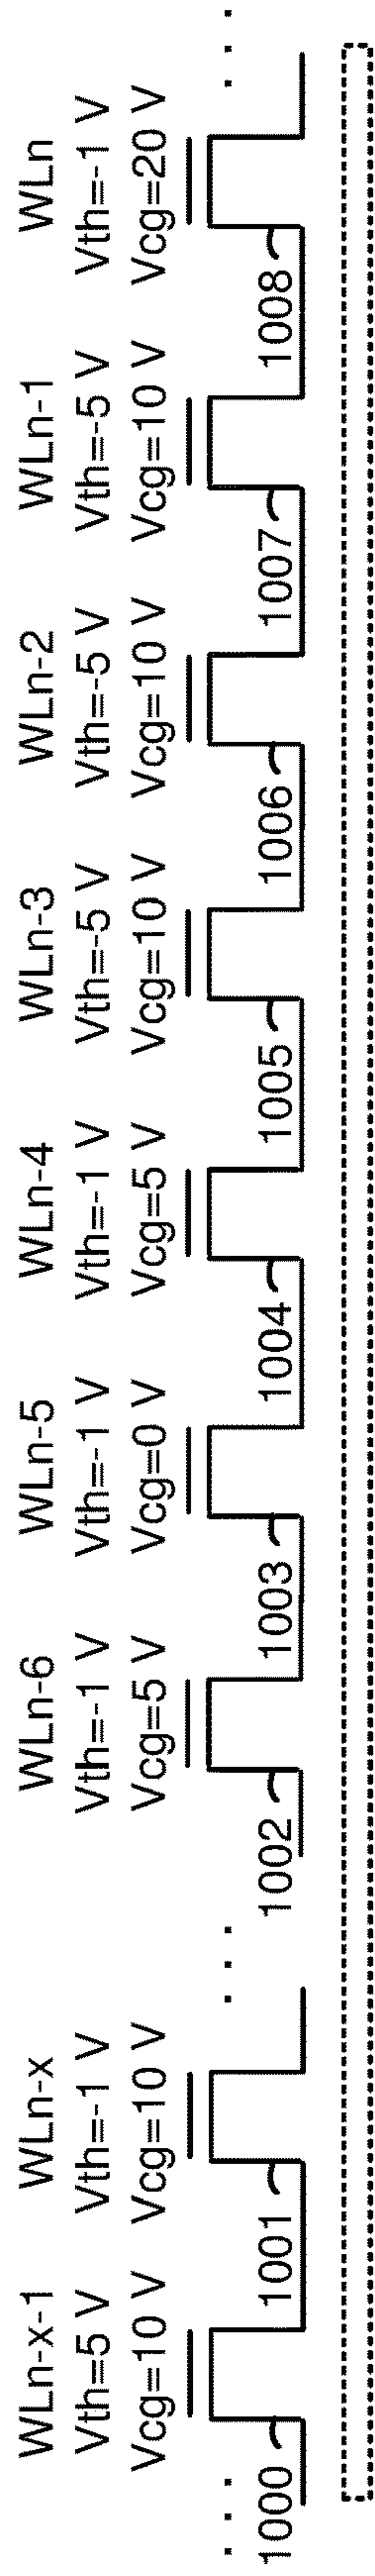 WLn-x-1 WLn-x WLn-6 WLn-5 WLn-4 WLn-3 WLn-2 WLn-1 WLn
Vth=5 V Vth=-1 V Vth=-1 V Vth=-1 V Vth=-1 V Vth=-5 V Vth=-5 V Vth=-5 V Vth=-1 V
Vcg=10 V Vcg=10 V Vcg=5 V Vcg=0 V Vcg=5 V Vcg=10 V Vcg=10 V Vcg=10 V Vcg=20 V
. . . . . . . . .
1000 1001 1002 1003 1004 1005 1006 1007 1008